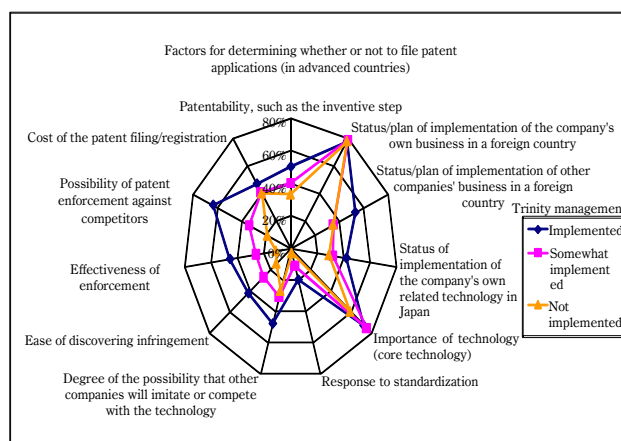 Factors for determining whether or not to file patent
applications (in advanced countries)
Patentability, such as the inventive step
80%
60%
40%
20%
0%
Status/plan of implementation of the company's
own business in a foreign country
Status/plan of implementation of other
companies' business in a foreign
country
Status of
implementation of
the company's own
related technology in
Japan
Importance of technology
(core technology)
Response to standardization
Degree of the possibility that other
companies will imitate or compete
with the technology
Ease of discovering infringement
Effectiveness of
enforcement
Possibility of patent
enforcement against
competitors
Cost of the patent filing/registration
Trinity management
Implemented
Somewhat
implement
ed
Not
implemented